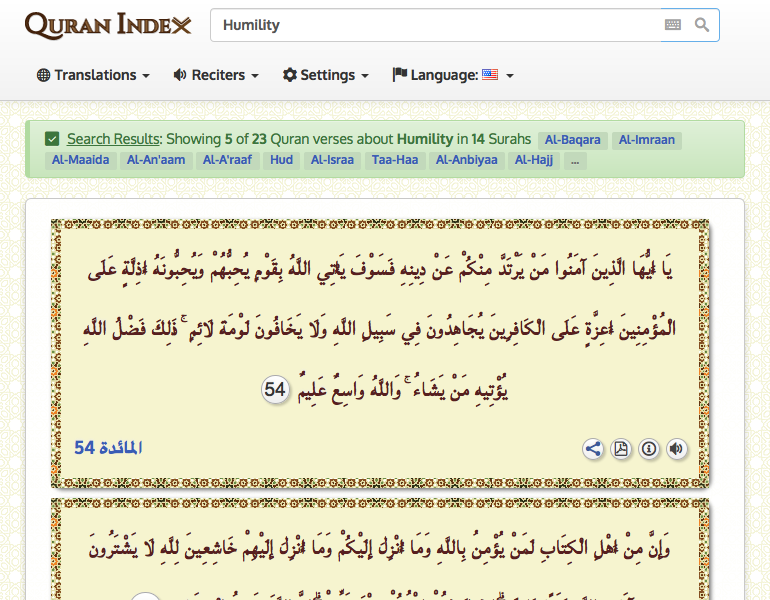 QURAN INDEX
Humility
Translations Reciters Settings Language:
Search Results: Showing 5 of 23 Quran verses about Humility in 14 Surahs Al-Baqara Al-Imraan
Al-Maaida Al-An'aam Al-A'raaf Hud Al-Israa Taa-Haa Al-Anbiyaa Al-Hajj ...
يَا أَيُّهَا الَّذِينَ آمَنُوا مَنْ يَرْتَدَّ مِنْكُمْ عَنْ دِينِهِ فَسَوْفَ يَأْتِي اللَّهُ بِقَوْمٍ يُحِبُّهُمْ وَيُحِبُّونَهُ أَذِلَّةٍ عَلَى
الْمُؤْمِنِينَ أَعِزَّةٍ عَلَى الْكَافِرِينَ يُجَاهِدُونَ فِي سَبِيلِ اللَّهِ وَلَا يَخَافُونَ لَوْمَةَ لَائِمٍ ۚ ذَلِكَ فَضْلُ اللَّهِ
يُؤْتِيهِ مَنْ يَشَاءُ ۚ وَاللَّهُ وَاسِعٌ عَلِيمٌ 54
المائدة 54
وَإِنَّ مِنْ أَهْلِ الْكِتَابِ لَمَنْ يُؤْمِنُ بِاللَّهِ وَمَا أُنْزِلَ إِلَيْكُمْ وَمَا أُنْزِلَ إِلَيْهِمْ خَاشِعِينَ لِلَّهِ لَا يَشْتَرُونَ